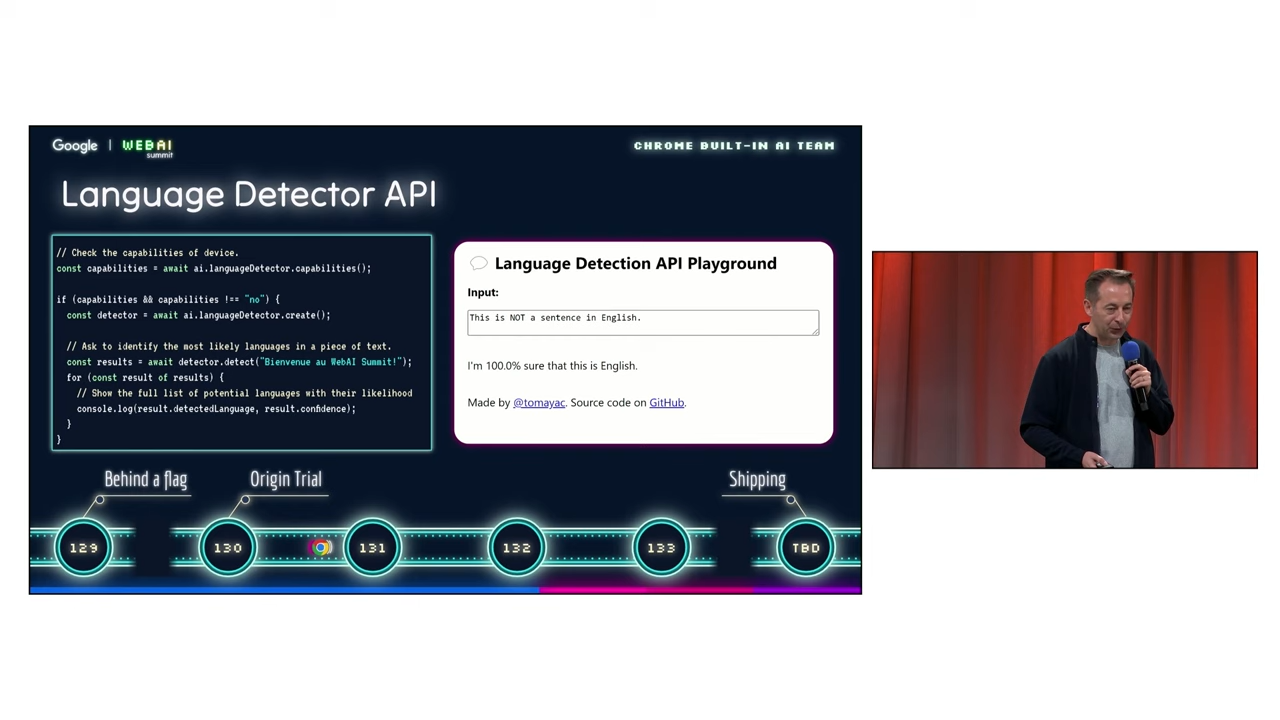 Google | WEBAI summit
CHROME BUILT-IN AI TEAM
Language Detector API
// Check the capabilities of device.
const capabilities = await ai.languageDetector.capabilities();
if (capabilities && capabilities !== "no") {
const detector = await ai.languageDetector.create();
// Ask to identify the most likely languages in a piece of text.
const results = await detector.detect("Bienvenue au WebAI Summit!");
for (const result of results) {
// Show the full list of potential languages with their likelihood
console.log(result.detectedLanguage, result.confidence);
}
}
Language Detection API Playground
Input:
This is NOT a sentence in English.
I'm 100.0% sure that this is English.
Made by @tomayac. Source code on GitHub.
Behind a flag
Origin Trial
Shipping
129
130
131
132
133
TBD